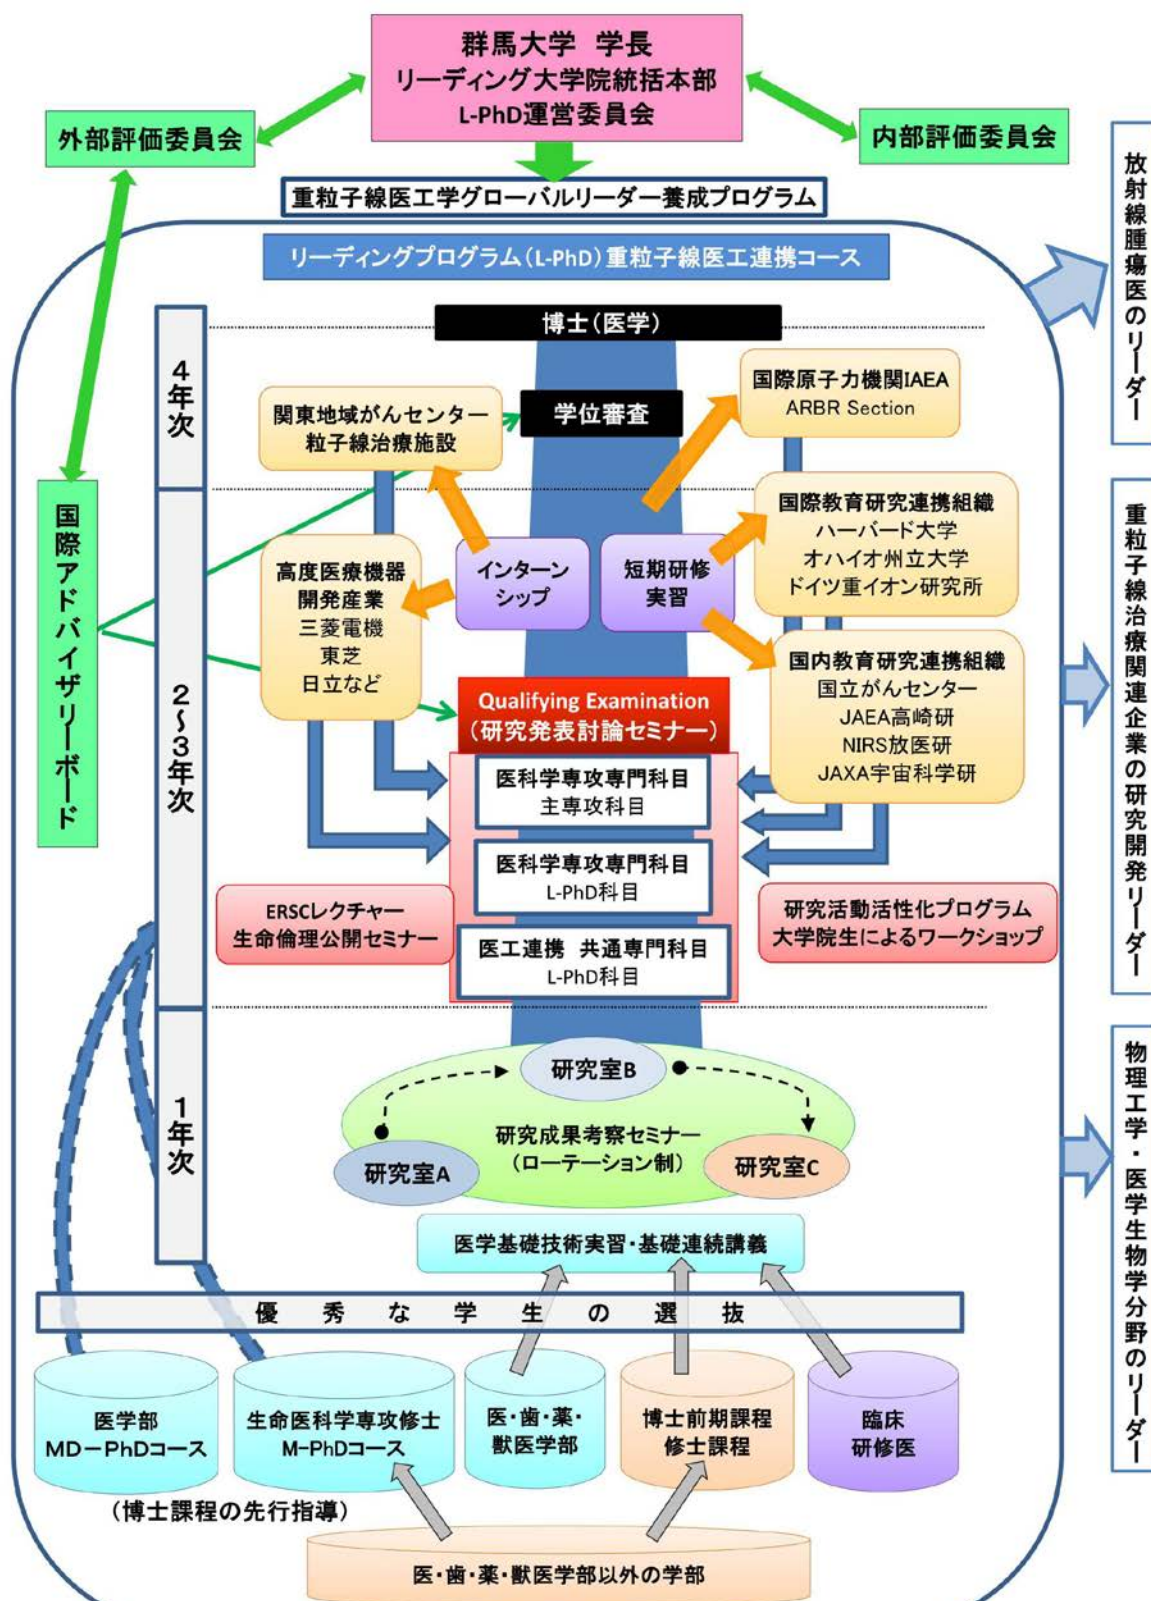 群馬大学 学長
リーディング大学院統括本部
L-PhD運営委員会
外部評価委員会
内部評価委員会
重粒子線医工学グローバルリーダー養成プログラム
リーディングプログラム(L-PhD)重粒子線医工連携コース
博士(医学)
4年次
学位審査
関東地域がんセンター
粒子線治療施設
国際原子力機関IAEA
ARBR Section
国際アドバイザリーボード
2~3年次
高度医療機器
開発産業
三菱電機
東芝
日立など
インターン
シップ
短期研修
実習
国際教育研究連携組織
ハーバード大学
オハイオ州立大学
ドイツ重イオン研究所
国内教育研究連携組織
国立がんセンター
JAEA高崎研
NIRS放医研
JAXA宇宙科学研
Qualifying Examination
(研究発表討論セミナー)
医科学専攻専門科目
主専攻科目
医科学専攻専門科目
L-PhD科目
医工連携 共通専門科目
L-PhD科目
ERSCレクチャー
生命倫理公開セミナー
研究活動活性化プログラム
大学院生によるワークショップ
1年次
研究室B
研究成果考察セミナー
(ローテーション制)
研究室A
研究室C
医学基礎技術実習・基礎連続講義
優秀な学生の選抜
医学部
MD-PhDコース
生命医科学専攻修士
M-PhDコース
医・歯・薬・
獣医学部
博士前期課程
修士課程
臨床
研修医
(博士課程の先行指導)
医・歯・薬・獣医学部以外の学部
放射線腫瘍医のリーダー
重粒子線治療関連企業の研究開発リーダー
物理工学・医学生物学分野のリーダー